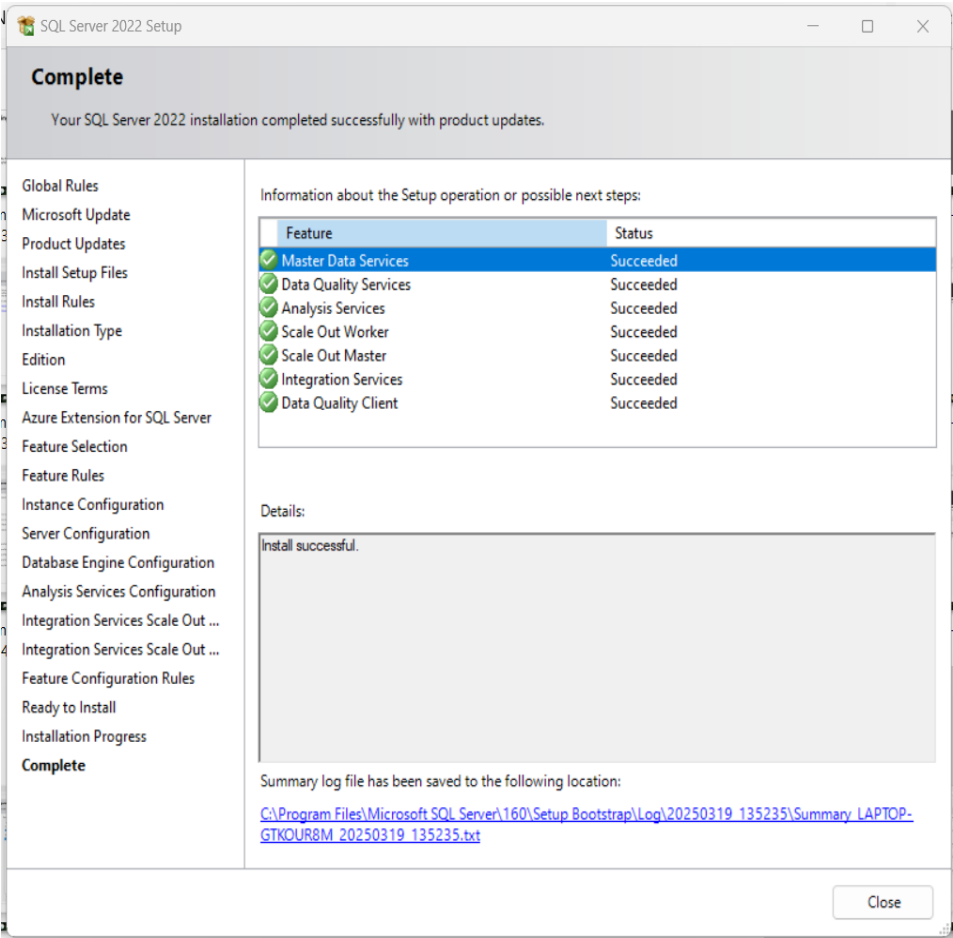 SQL Server 2022 Setup
Complete
Your SQL Server 2022 installation completed successfully with product updates.
Global Rules
Microsoft Update
Product Updates
Install Setup Files
Install Rules
Installation Type
Edition
License Terms
Azure Extension for SQL Server
Feature Selection
Feature Rules
Instance Configuration
Server Configuration
Database Engine Configuration
Analysis Services Configuration
Integration Services Scale Out ...
Integration Services Scale Out ...
Feature Configuration Rules
Ready to Install
Installation Progress
Complete
Information about the Setup operation or possible next steps:
Feature Status
Master Data Services Succeeded
Data Quality Services Succeeded
Analysis Services Succeeded
Scale Out Worker Succeeded
Scale Out Master Succeeded
Integration Services Succeeded
Data Quality Client Succeeded
Details:
Install successful.
Summary log file has been saved to the following location:
C:\Program Files\Microsoft SQL Server\160\Setup Bootstrap\Log\20250319_135235\Summary_LAPTOP-
GTKOUR8M_20250319_135235.txt
Close